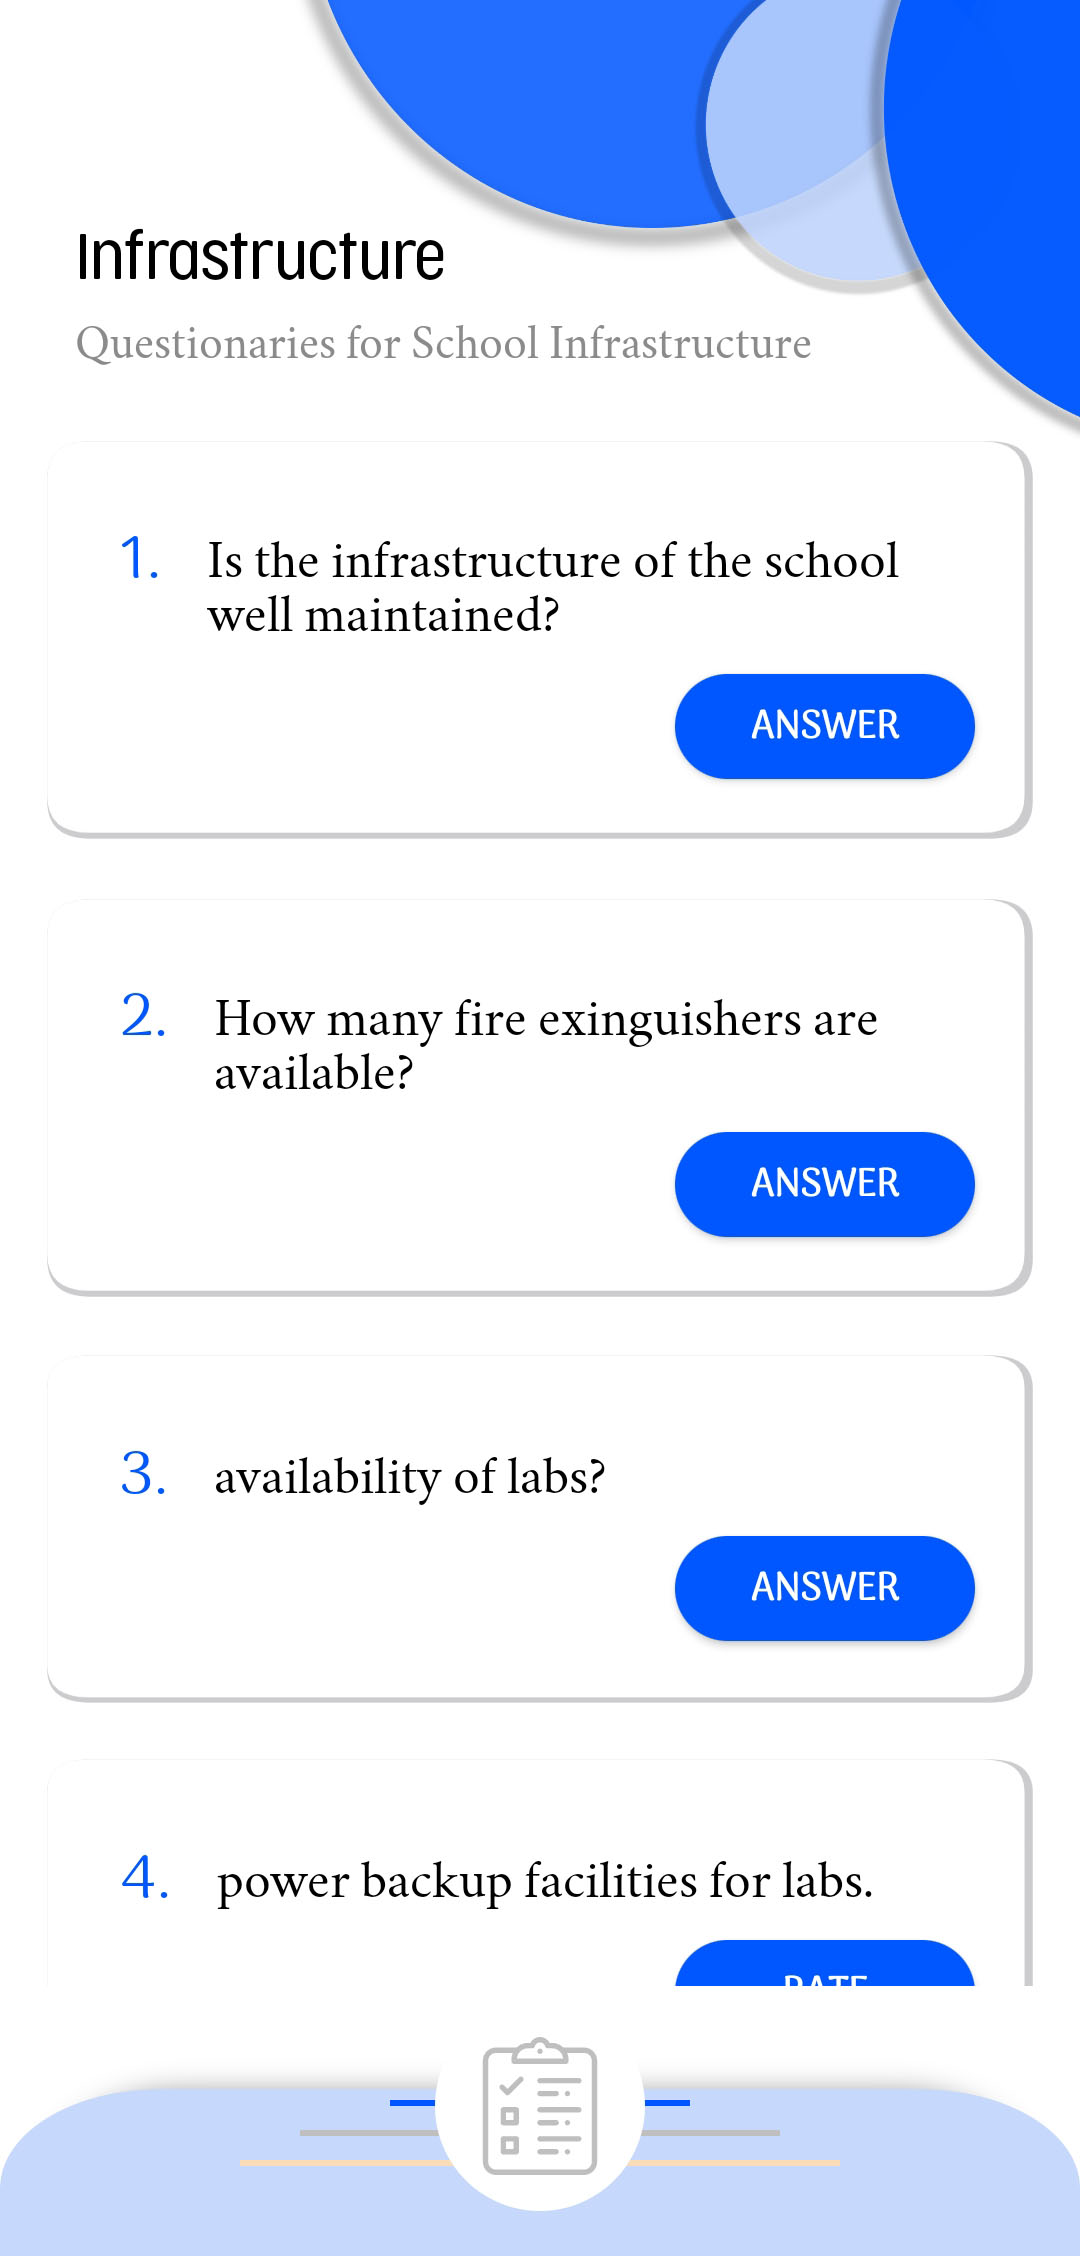 Infrastructure
Questionaries for School Infrastructure
1. Is the infrastructure of the school
well maintained?
ANSWER
2. How many fire exinguishers are
available?
ANSWER
3. availability of labs?
ANSWER
4. power backup facilities for labs.
RATE